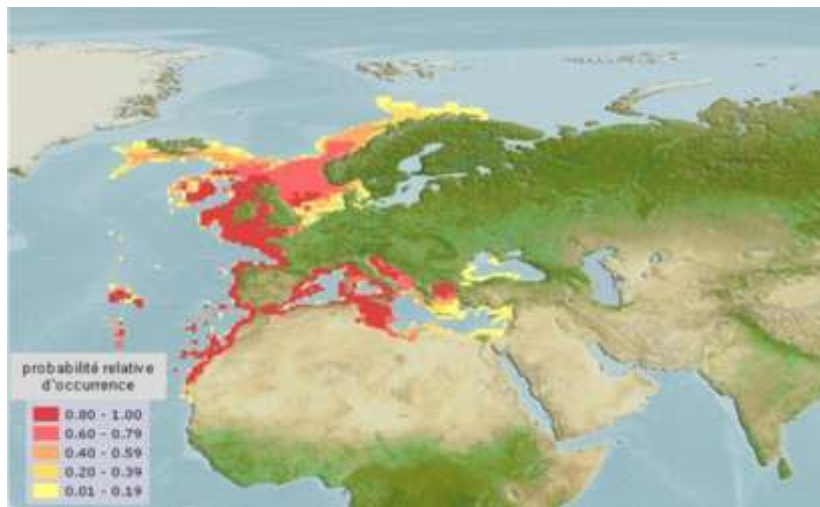 probabilité relative
d'occurrence
0.80 - 1.00
0.60 - 0.79
0.40 - 0.59
0.20 - 0.39
0.01 - 0.19